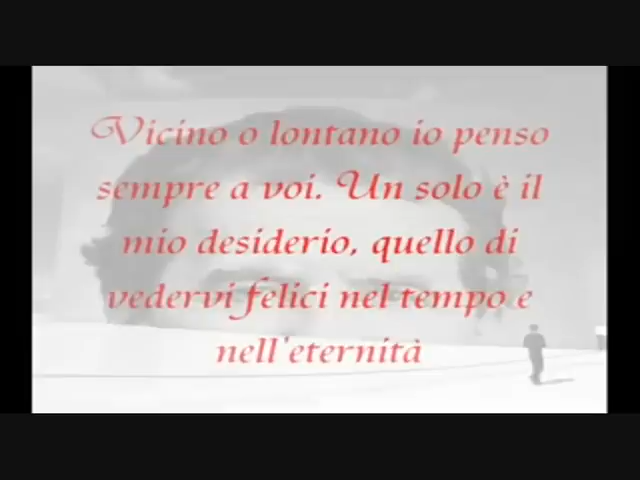 Vicino o lontano io penso
sempre a voi. Un solo è il
mio desiderio, quello di
vedervi felici nel tempo e
nell'eternità